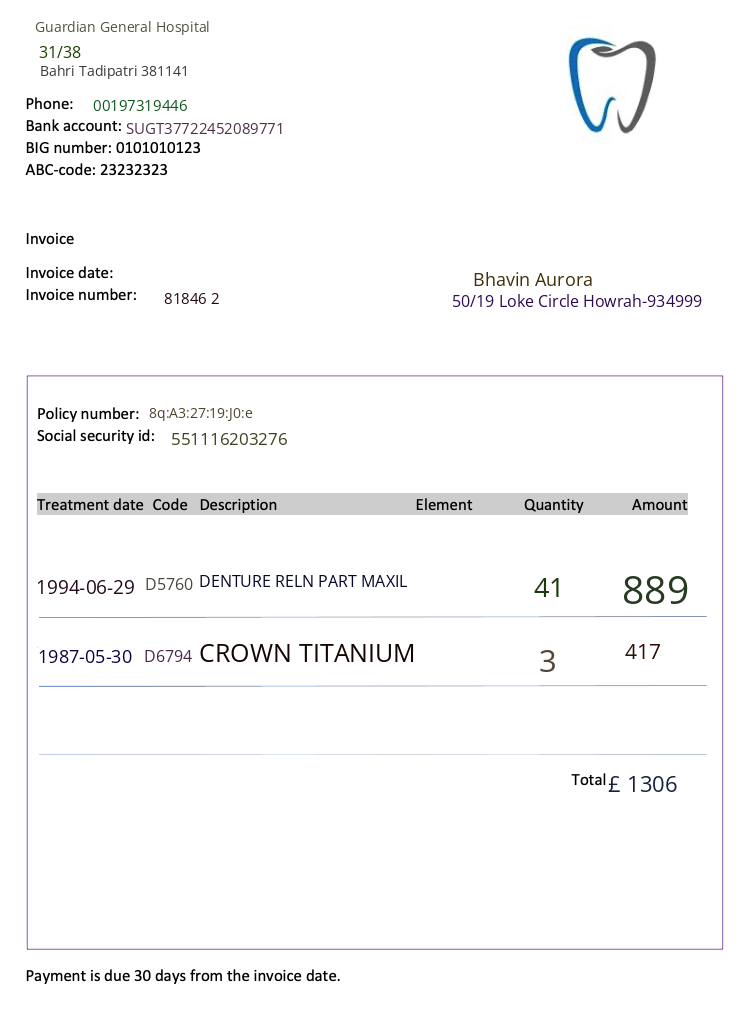 Guardian General Hospital
31/38
Bahri Tadipatri 381141
Phone: 00197319446
Bank account: SUGT37722452089771
BIG number: 0101010123
ABC-code: 23232323
Invoice
Invoice date:
Invoice number: 81846 2
Bhavin Aurora
50/19 Loke Circle Howrah-934999
Policy number: 8q:A3:27:19:J0:e
Social security id: 551116203276
Treatment date Code Description Element Quantity Amount
1994-06-29 D5760 DENTURE RELN PART MAXIL 41 889
1987-05-30 D6794 CROWN TITANIUM 3 417
Total £ 1306
Payment is due 30 days from the invoice date.